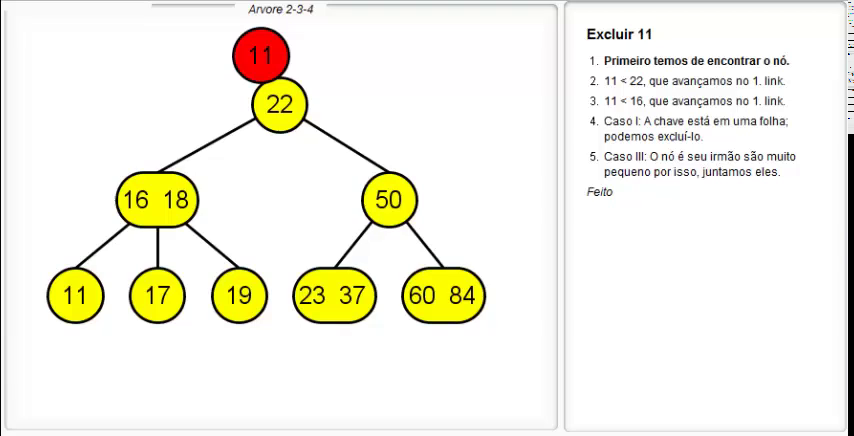 Arvore 2-3-4
11
22
16 18
50
11 17 19 23 37 60 84
Excluir 11
1. Primeiro temos de encontrar o nó.
2. 11 < 22, que avançamos no 1. link.
3. 11 < 16, que avançamos no 1. link.
4. Caso I: A chave está em uma folha;
podemos excluí-lo.
5. Caso III: O nó é seu irmão são muito
pequeno por isso, juntamos eles.
Feito